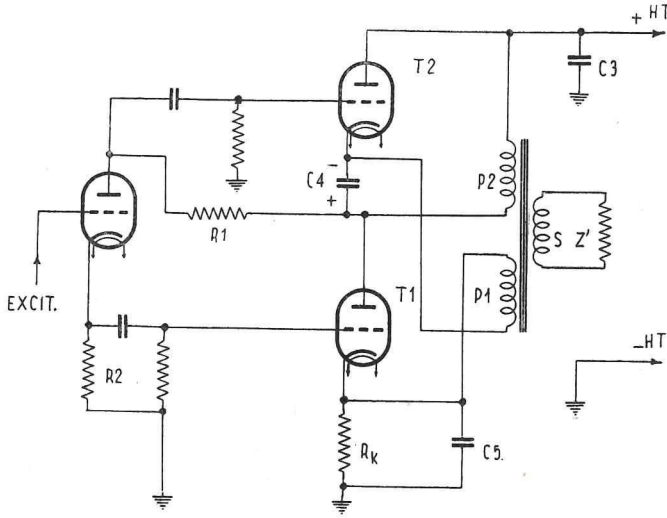 + HT
T2
C3
C4
-
+
P2
R1
S Z'
EXCIT.
T1
P1
-HT
R2
RK
C5.